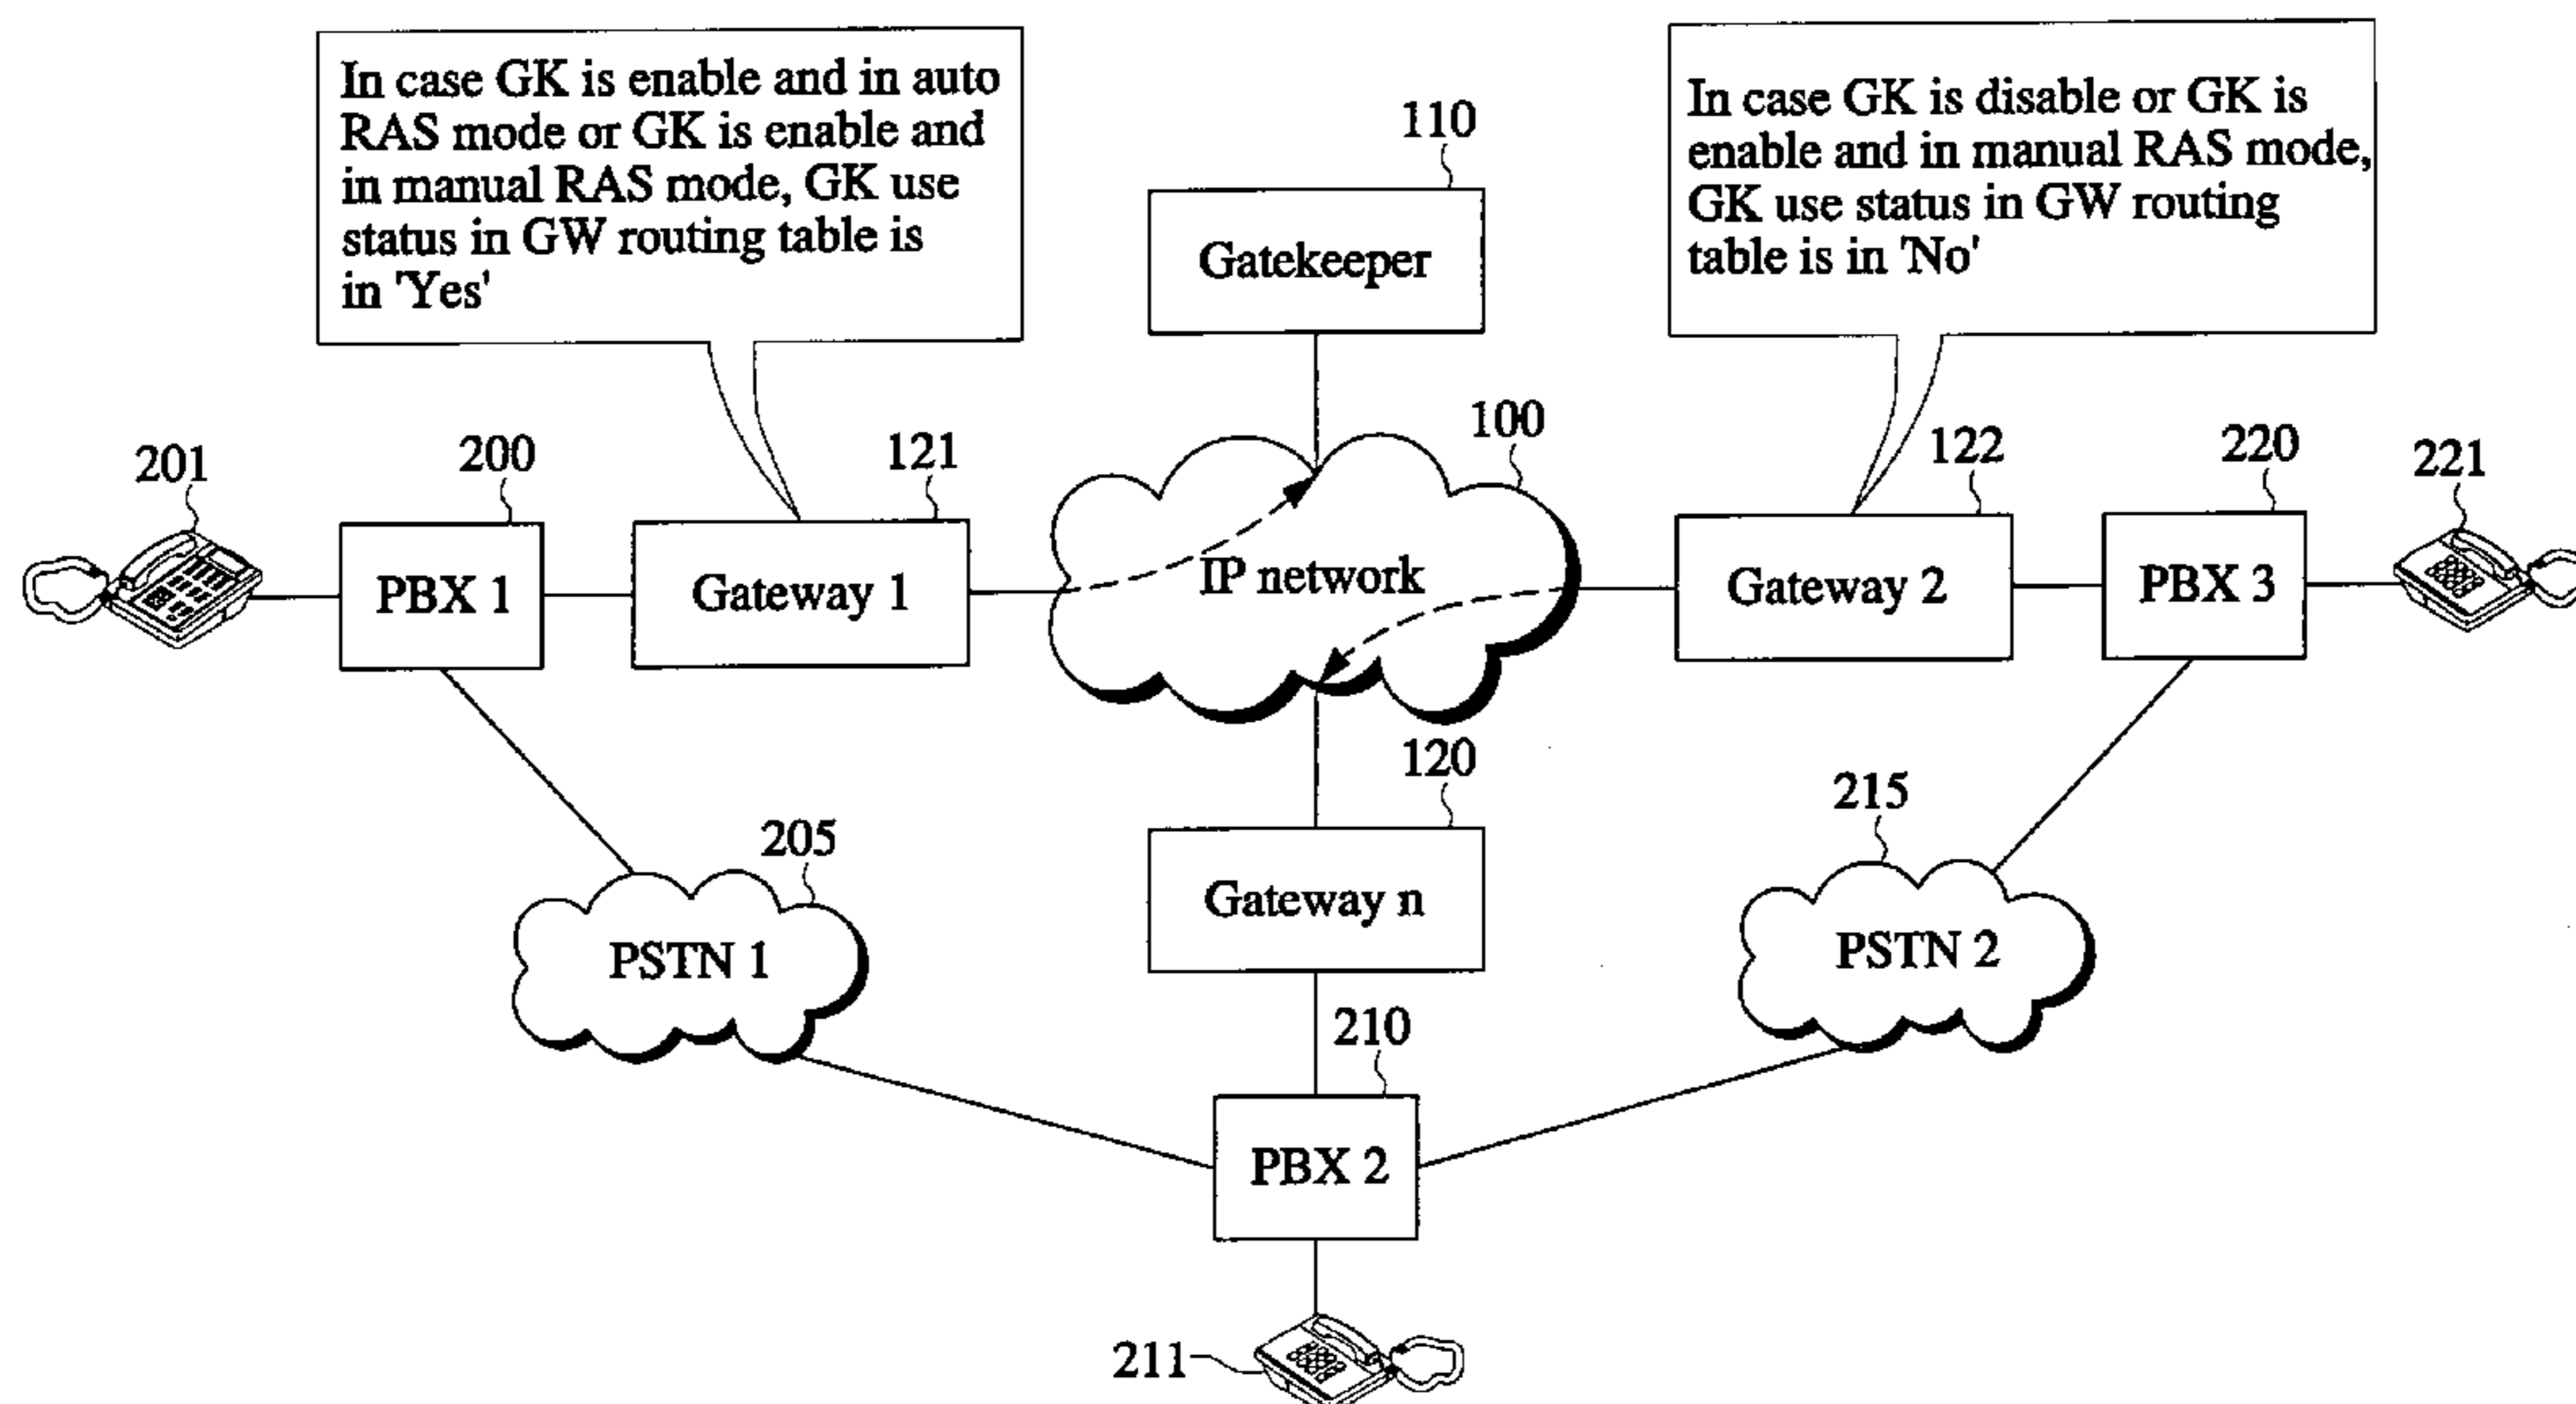 In case GK is enable and in auto
RAS mode or GK is enable and
in manual RAS mode, GK use
status in GW routing table is
in 'Yes'
In case GK is disable or GK is
enable and in manual RAS mode,
GK use status in GW routing
table is in 'No'
110
Gatekeeper
100
201
200
121
122
220
221
PBX 1
Gateway 1
IP network
Gateway 2
PBX 3
120
205
215
Gateway n
PSTN 1
PSTN 2
210
PBX 2
211